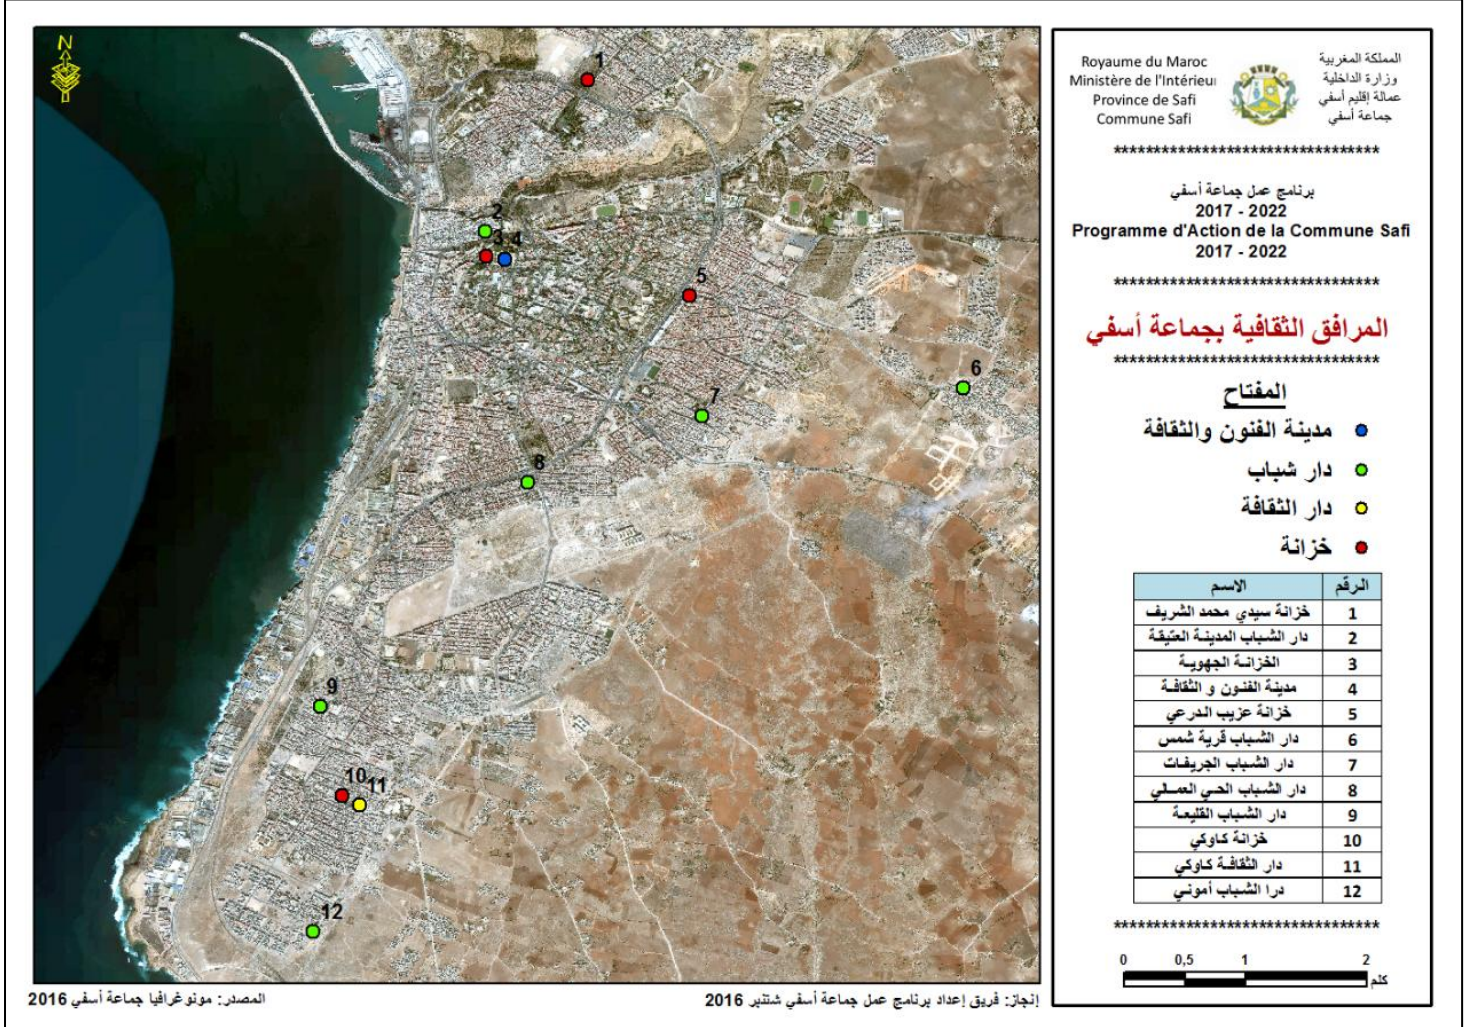 N
1
2
3 4
5
6
7
8
9
10
11
12
Royaume du Maroc
Ministère de l'Intérieur
Province de Safi
Commune Safi
المملكة المغربية
وزارة الداخلية
عمالة إقليم أسفي
جماعة أسفي
**********************************
برنامج عمل جماعة أسفي
2017 - 2022
Programme d'Action de la Commune Safi
2017 - 2022
**********************************
المرافق الثقافية بجماعة أسفي
**********************************
المفتاح
مدينة الفنون والثقافة
دار شباب
دار الثقافة
خزانة
الرقم الاسم
1 خزانة سيدي محمد الشريف
2 دار الشباب المدينة العتيقة
3 الخزانة الجهوية
4 مدينة الفنون و الثقافة
5 خزانة عزيب الدرعي
6 دار الشباب قرية شمس
7 دار الشباب الجريفات
8 دار الشباب الحي العمالي
9 دار الشباب القليعة
10 خزانة كاوكي
11 دار الثقافة كاوكي
12 درا الشباب أموني
**********************************
0 0,5 1 2
كلم
إنجاز: فريق إعداد برنامج عمل جماعة أسفي شتنبر 2016
المصدر: مونوغرافيا جماعة أسفي 2016